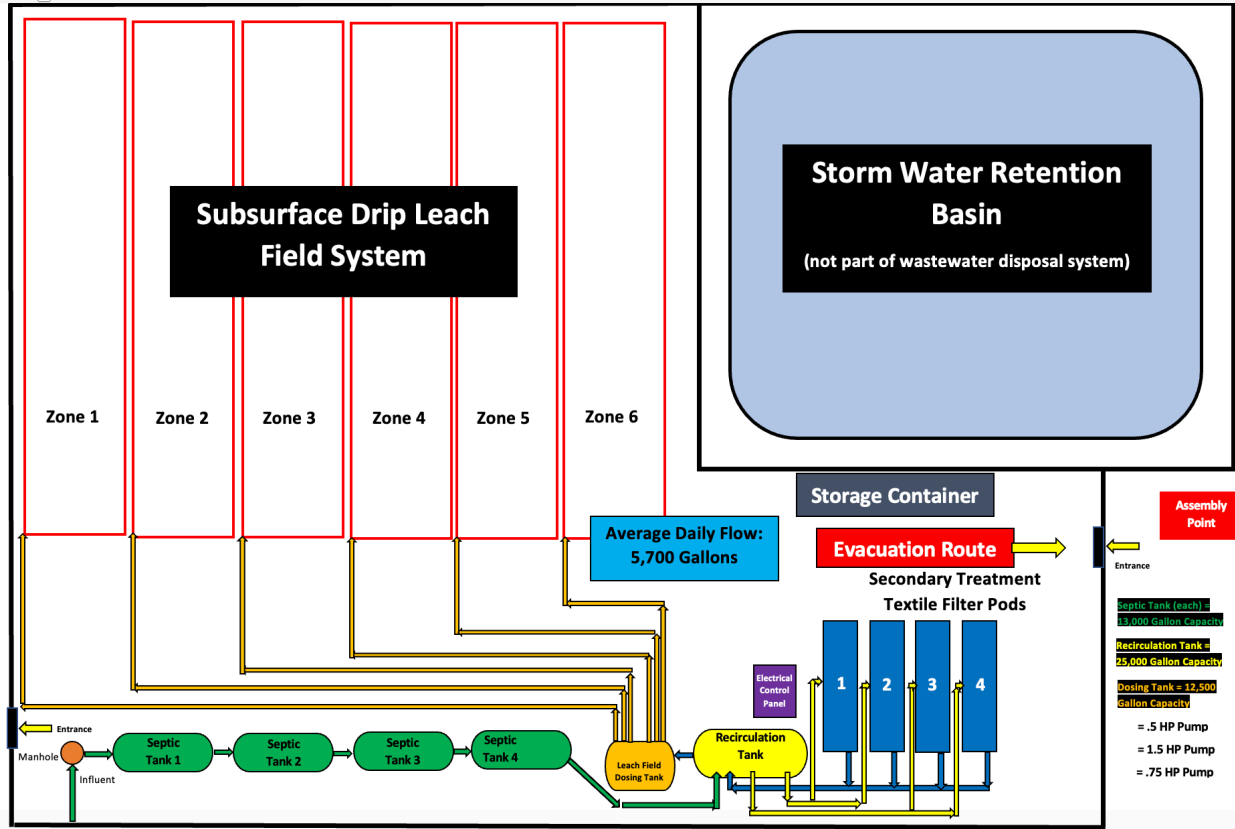 Subsurface Drip Leach
Field System
Storm Water Retention
Basin
(not part of wastewater disposal system)
Zone 1
Zone 2
Zone 3
Zone 4
Zone 5
Zone 6
Storage Container
Average Daily Flow:
5,700 Gallons
Evacuation Route
Assembly
Point
Entrance
Secondary Treatment
Textile Filter Pods
1
2
3
4
Electrical
Control
Panel
Septic Tank (each) =
13,000 Gallon Capacity
Recirculation Tank =
25,000 Gallon Capacity
Dosing Tank = 12,500
Gallon Capacity
= .5 HP Pump
= 1.5 HP Pump
= .75 HP Pump
Entrance
Manhole
Influent
Septic
Tank 1
Septic
Tank 2
Septic
Tank 3
Septic
Tank 4
Leach Field
Dosing Tank
Recirculation
Tank